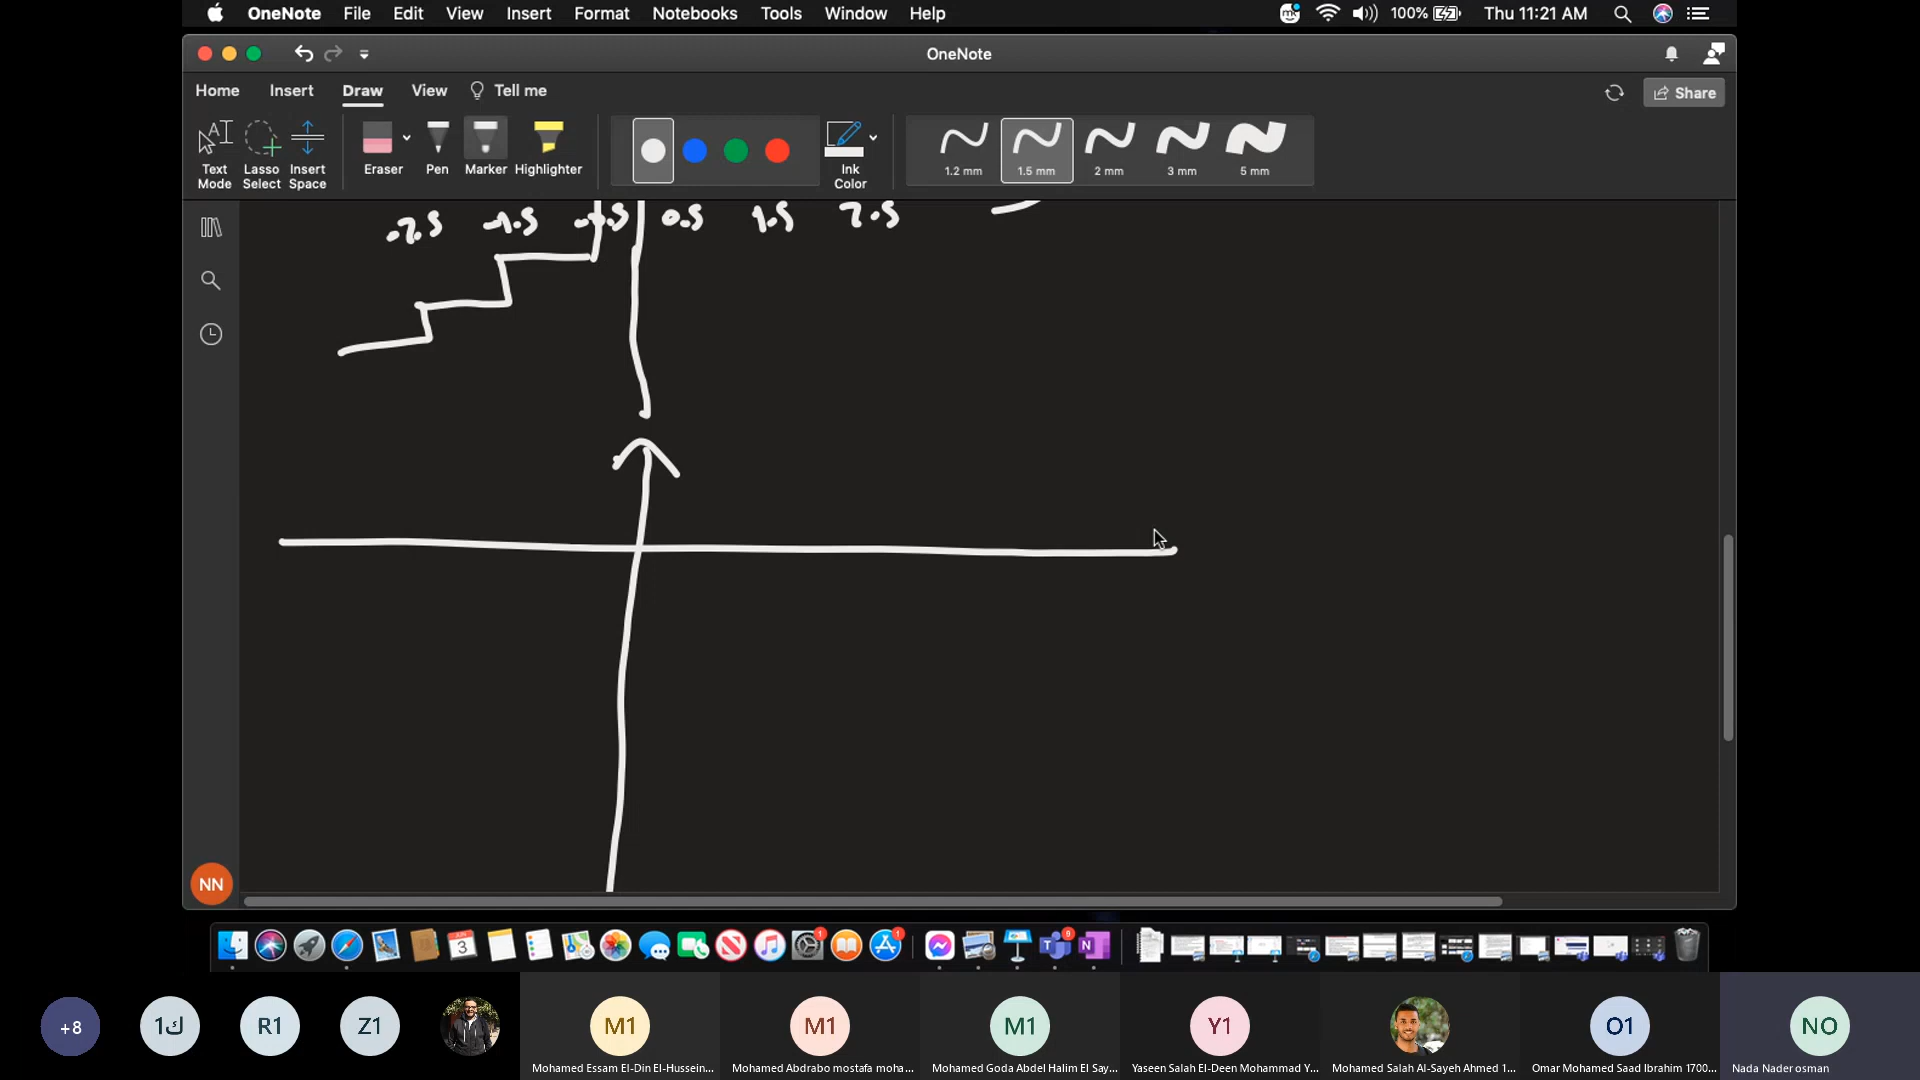 OneNote File Edit View Insert Format Notebooks Tools Window Help 100% Thu 11:21 AM
OneNote
Home Insert Draw View Tell me Share
Text Mode Lasso Select Insert Space Eraser Pen Marker Highlighter Ink Color 1.2 mm 1.5 mm 2 mm 3 mm 5 mm
-2.5 -1.5 -0.5 0.5 1.5 2.5
NN
+8 ك1 R1 Z1 M1 M1 M1 Y1 O1 NO
Mohamed Essam El-Din El-Hussein... Mohamed Abdrabo mostafa moha... Mohamed Goda Abdel Halim El Say... Yaseen Salah El-Deen Mohammad Y... Mohamed Salah Al-Sayeh Ahmed 1... Omar Mohamed Saad Ibrahim 1700... Nada Nader osman